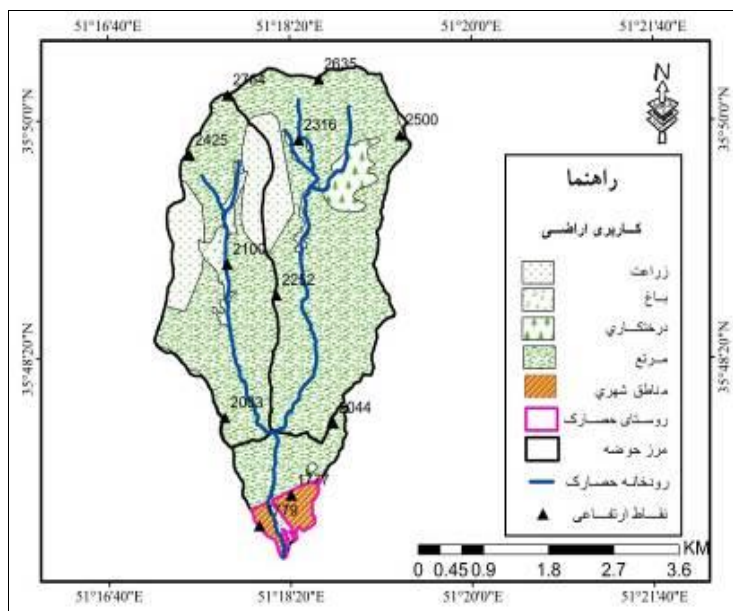 51°16'40"E 51°18'20"E 51°20'0"E 51°21'40"E
35°50'0"N
35°50'0"N
35°48'20"N
35°48'20"N
2635
2764
2316
2500
2425
2100
2252
N
راهنما
کاربری اراضی
زراعت
باغ
درختکاري
مرتع
مناطق شهري
روستای حصارک
مرز حوضه
رودخانه حصارک
نقاط ارتفاعی
KM
0 0.45 0.9 1.8 2.7 3.6
51°16'40"E 51°18'20"E 51°20'0"E 51°21'40"E